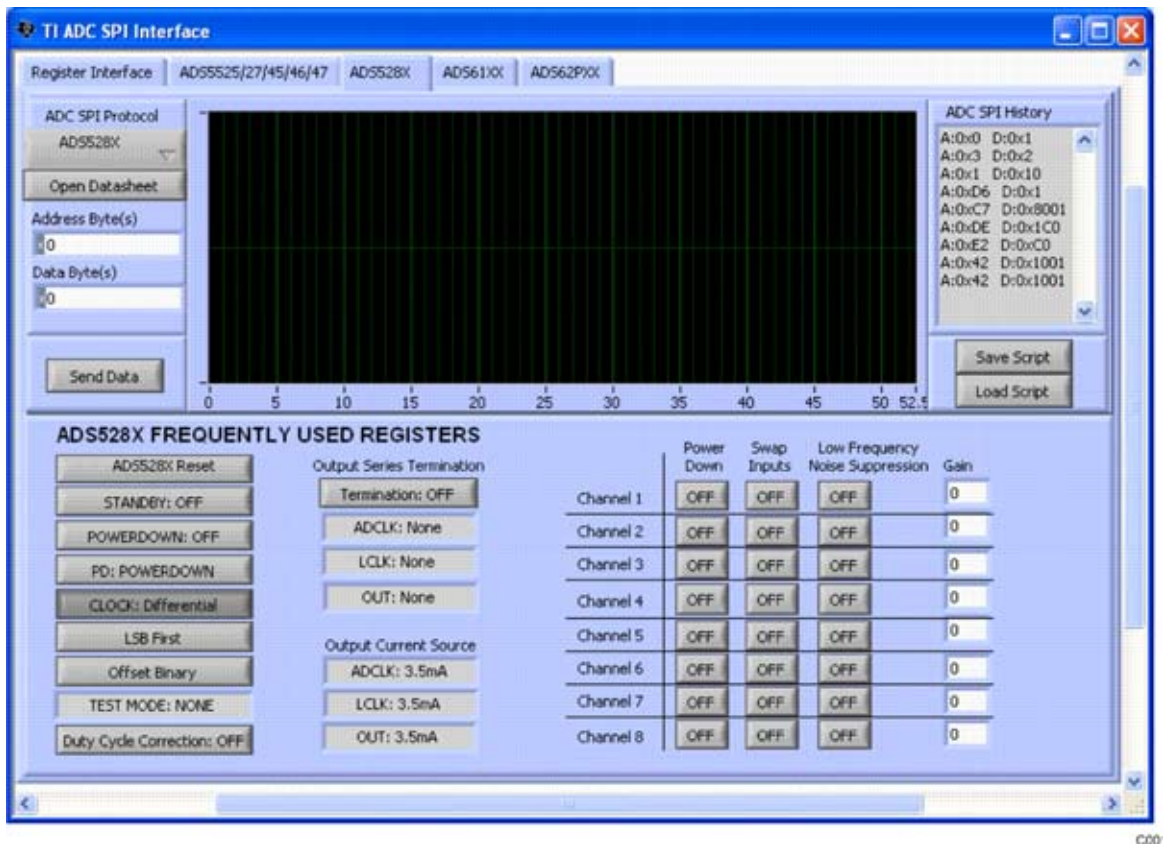 TI ADC SPI Interface
Register Interface ADS5525/27/45/46/47 ADS528X ADS61XX ADS62PXX
ADC SPI Protocol
ADS528X
Open Datasheet
Address Byte(s)
0
Data Byte(s)
0
Send Data
0 5 10 15 20 25 30 35 40 45 50 52.5
ADC SPI History
A:0x0 D:0x1
A:0x3 D:0x2
A:0x1 D:0x10
A:0xD6 D:0x1
A:0xC7 D:0x8001
A:0xDE D:0x1C0
A:0xE2 D:0xC0
A:0x42 D:0x1001
A:0x42 D:0x1001
Save Script
Load Script
ADS528X FREQUENTLY USED REGISTERS
ADS528X Reset
STANDBY: OFF
POWERDOWN: OFF
PD: POWERDOWN
CLOCK: Differential
LSB First
Offset Binary
TEST MODE: NONE
Duty Cycle Correction: OFF
Output Series Termination
Termination: OFF
ADCLK: None
LCLK: None
OUT: None
Output Current Source
ADCLK: 3.5mA
LCLK: 3.5mA
OUT: 3.5mA
Power Down Swap Inputs Low Frequency Noise Suppression Gain
Channel 1 OFF OFF OFF 0
Channel 2 OFF OFF OFF 0
Channel 3 OFF OFF OFF 0
Channel 4 OFF OFF OFF 0
Channel 5 OFF OFF OFF 0
Channel 6 OFF OFF OFF 0
Channel 7 OFF OFF OFF 0
Channel 8 OFF OFF OFF 0